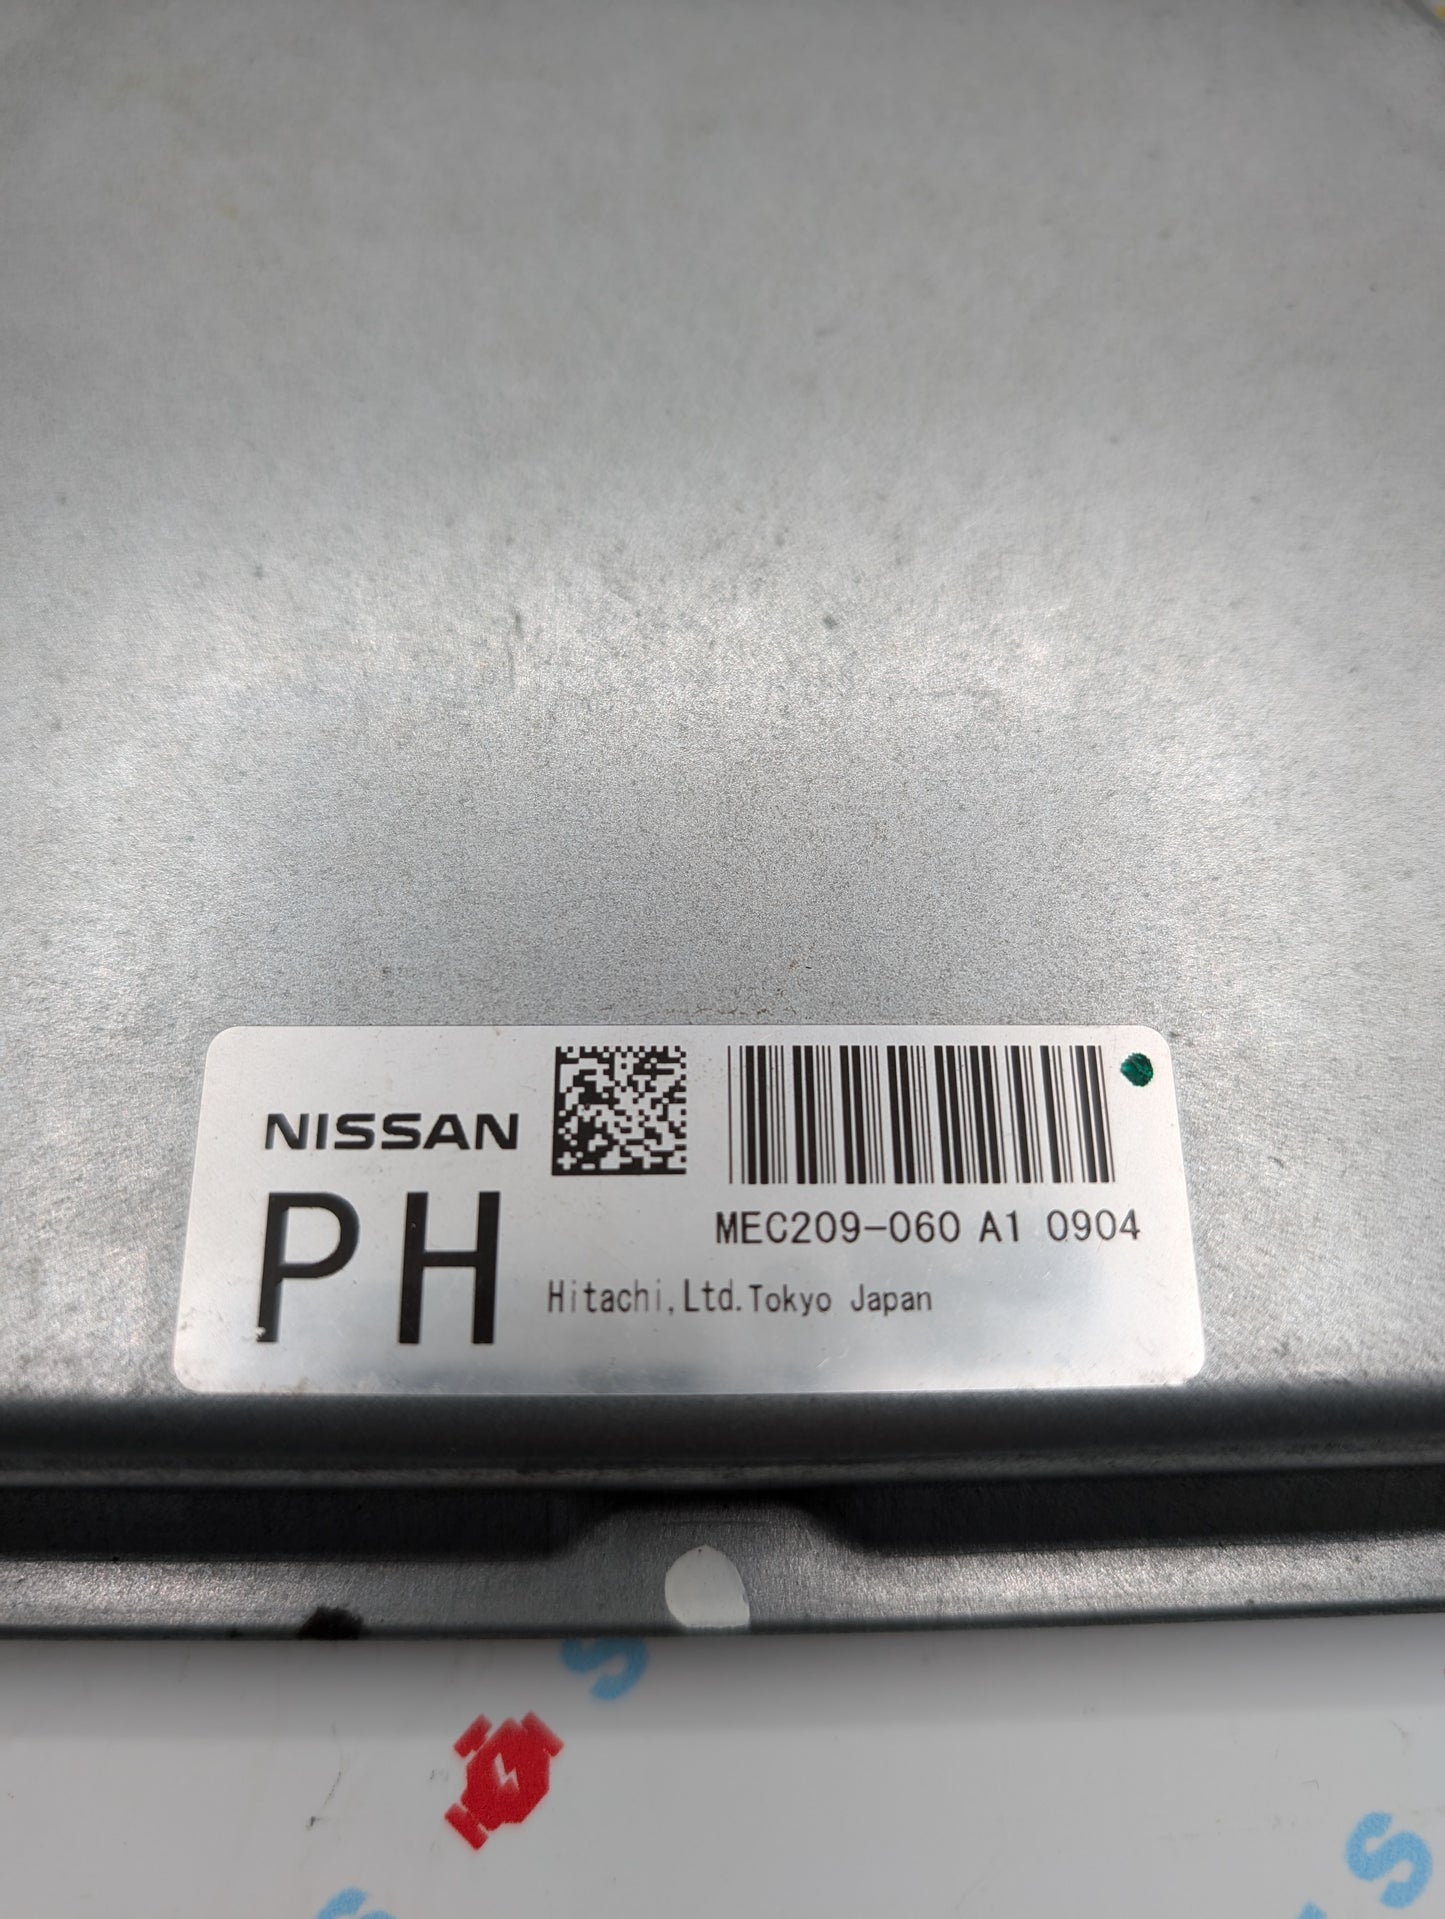 NISSAN
PH
MEC209-060 A1 0904
Hitachi,Ltd.Tokyo Japan
S
S